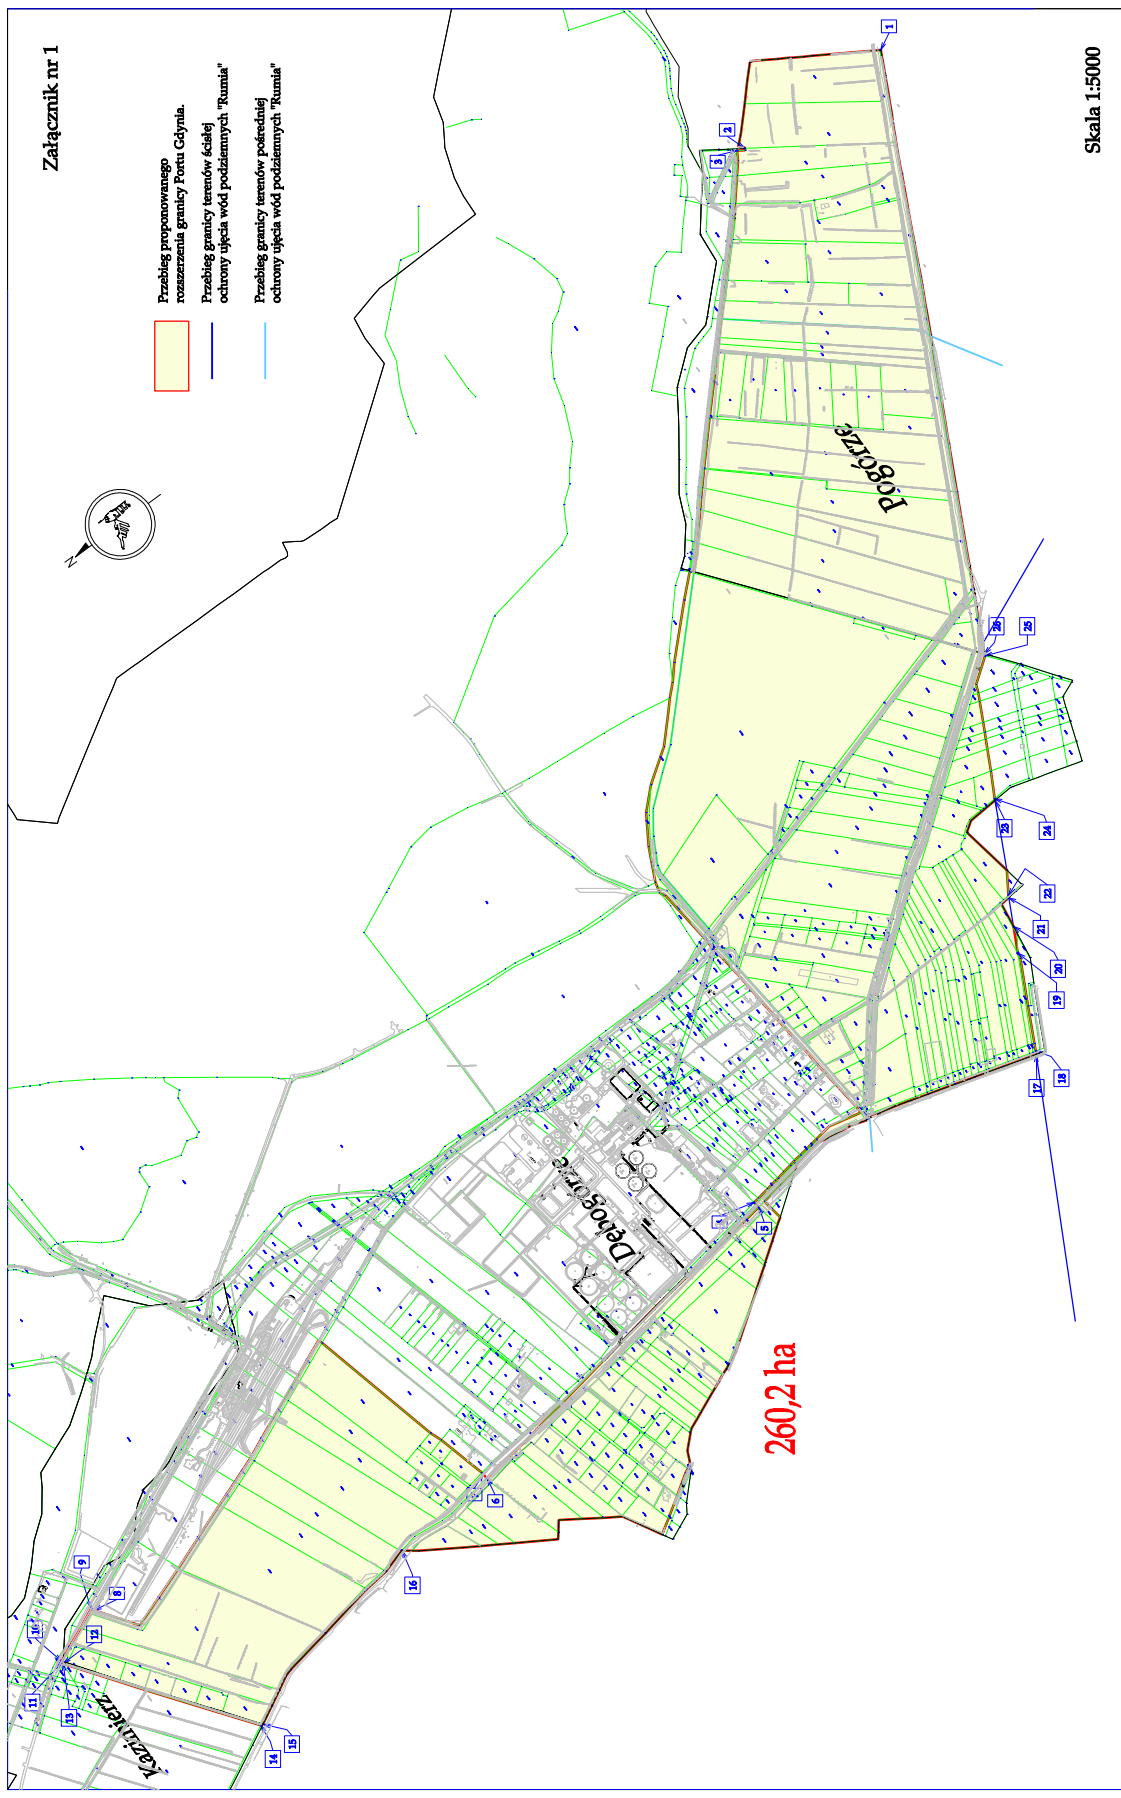 Załącznik nr 1
Przebieg proponowanego
rozszerzenia granicy Portu Gdynia.
Przebieg granicy terenów ścisłej
ochrony ujęcia wód podziemnych "Rumia"
Przebieg granicy terenów pośredniej
ochrony ujęcia wód podziemnych "Rumia"
N
Skala 1:5000
1
2
3
Pogórze
26
25
24
23
22
21
20
19
18
17
4
5
Dębogórze
260,2 ha
6
16
9
8
10
12
11
13
Kazimierz
14
15